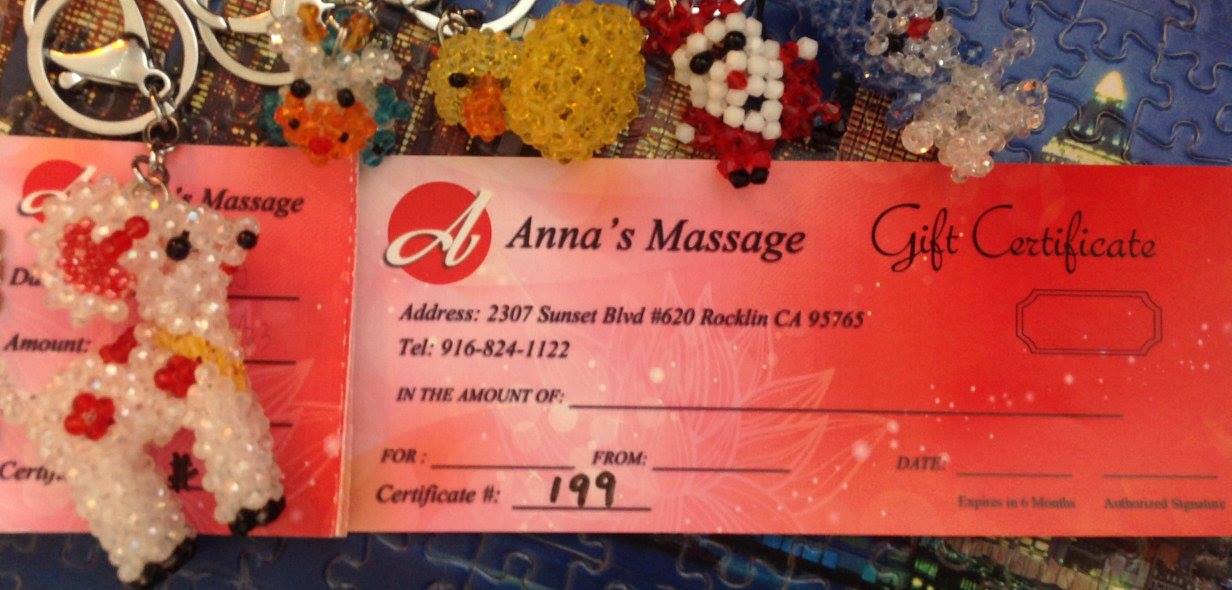 's Massage
Amount:
#
A
Anna's Massage
Gift Certificate
Address: 2307 Sunset Blvd #620 Rocklin CA 95765
Tel: 916-824-1122
IN THE AMOUNT OF:
FOR : FROM: DATE:
Certificate #: 199
Expires in 6 Months Authorized Signature